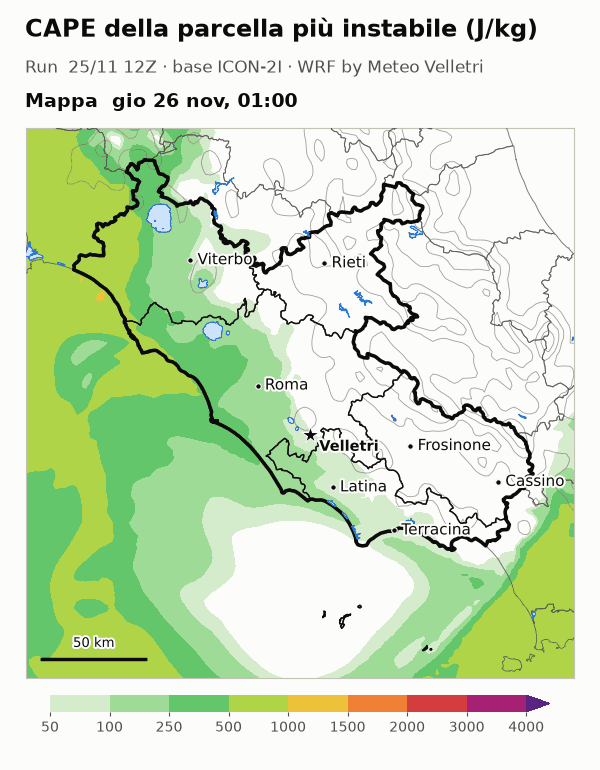 CAPE della parcella più instabile (J/kg)
Run  25/11 12Z · base ICON-2I · WRF by Meteo Velletri
Mappa  gio 26 nov, 01:00
Viterbo
Rieti
Roma
Velletri
Frosinone
Cassino
Latina
Terracina
50 km
50 100 250 500 1000 1500 2000 3000 4000